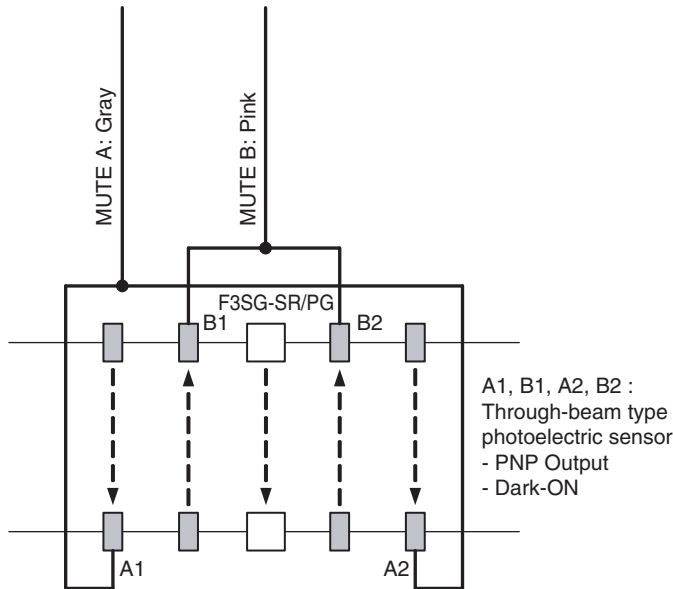 MUTE A: Gray
MUTE B: Pink
F3SG-SR/PG
B1
B2
A1, B1, A2, B2 :
Through-beam type
photoelectric sensor
- PNP Output
- Dark-ON
A1
A2